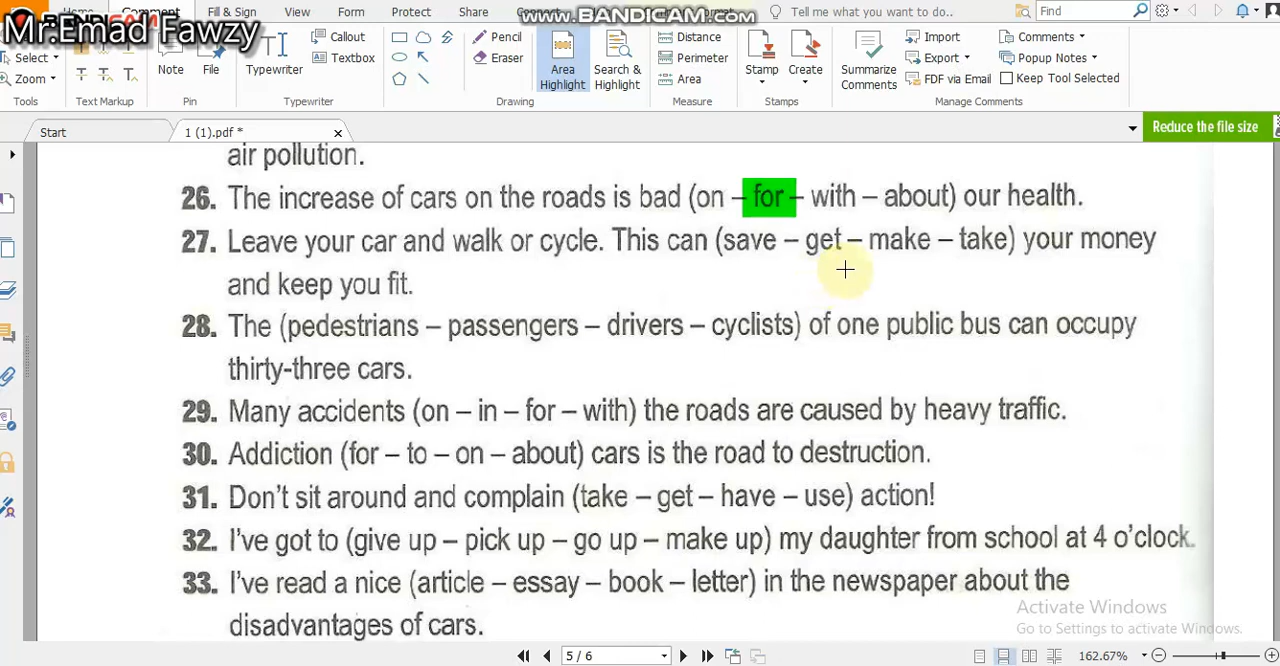 WWW.BANDICAM.COM
Mr.Emad Fawzy
Home Comment Fill & Sign View Form Protect Share Connect Tell me what you want to do.. Find
Select
Zoom
Tools
Text Markup
Note
File
Pin
Typewriter
Callout
Textbox
Typewriter
Pencil
Eraser
Drawing
Area Highlight
Search & Highlight
Distance
Perimeter
Area
Measure
Stamp
Create
Stamps
Summarize Comments
Import
Export
FDF via Email
Comments
Popup Notes
Keep Tool Selected
Manage Comments
Start
1 (1).pdf *
Reduce the file size
air pollution.
26. The increase of cars on the roads is bad (on – for – with – about) our health.
27. Leave your car and walk or cycle. This can (save – get – make – take) your money
and keep you fit.
28. The (pedestrians – passengers – drivers – cyclists) of one public bus can occupy
thirty-three cars.
29. Many accidents (on – in – for – with) the roads are caused by heavy traffic.
30. Addiction (for – to – on – about) cars is the road to destruction.
31. Don't sit around and complain (take – get – have – use) action!
32. I've got to (give up – pick up – go up – make up) my daughter from school at 4 o'clock.
33. I've read a nice (article – essay – book – letter) in the newspaper about the
disadvantages of cars.
Activate Windows
Go to Settings to activate Windows.
5 / 6
162.67%